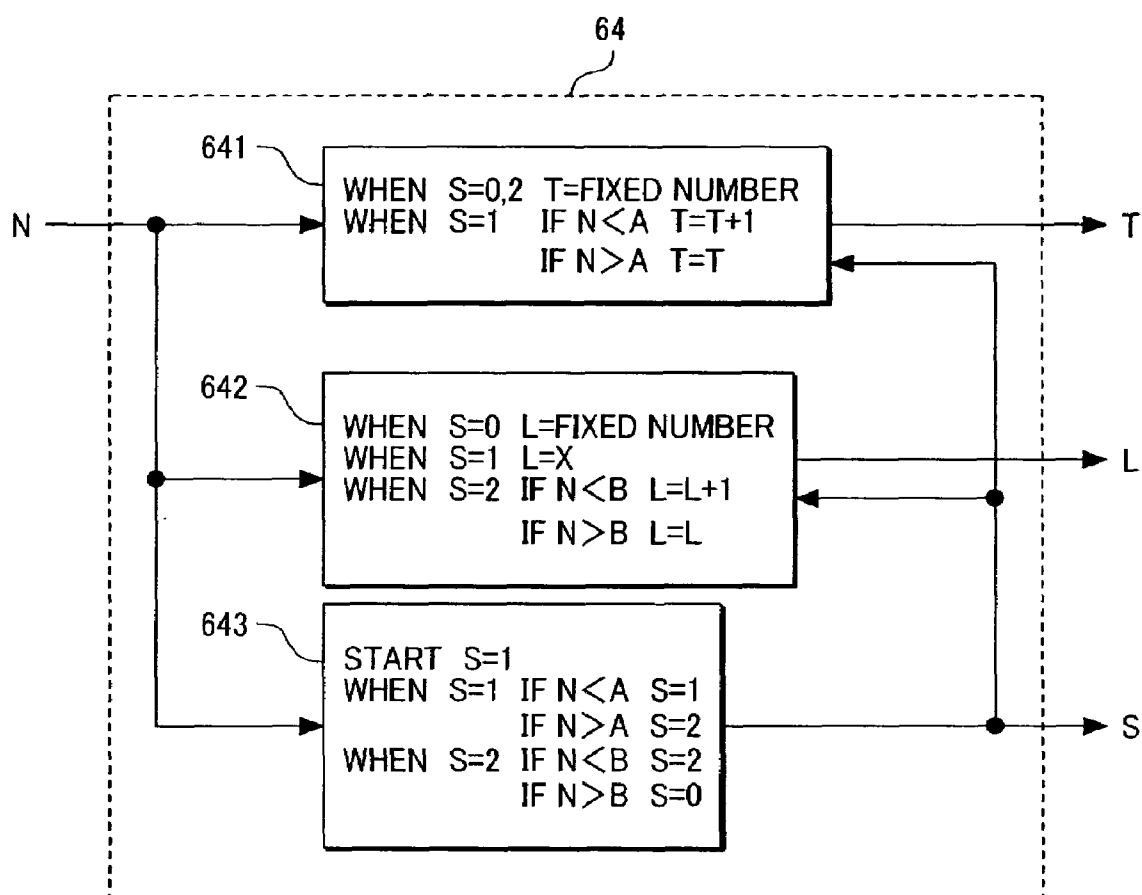 64
641
WHEN S=0,2 T=FIXED NUMBER
WHEN S=1 IF N<A T=T+1
IF N>A T=T
N
T
642
WHEN S=0 L=FIXED NUMBER
WHEN S=1 L=X
WHEN S=2 IF N<B L=L+1
IF N>B L=L
L
643
START S=1
WHEN S=1 IF N<A S=1
IF N>A S=2
WHEN S=2 IF N<B S=2
IF N>B S=0
S